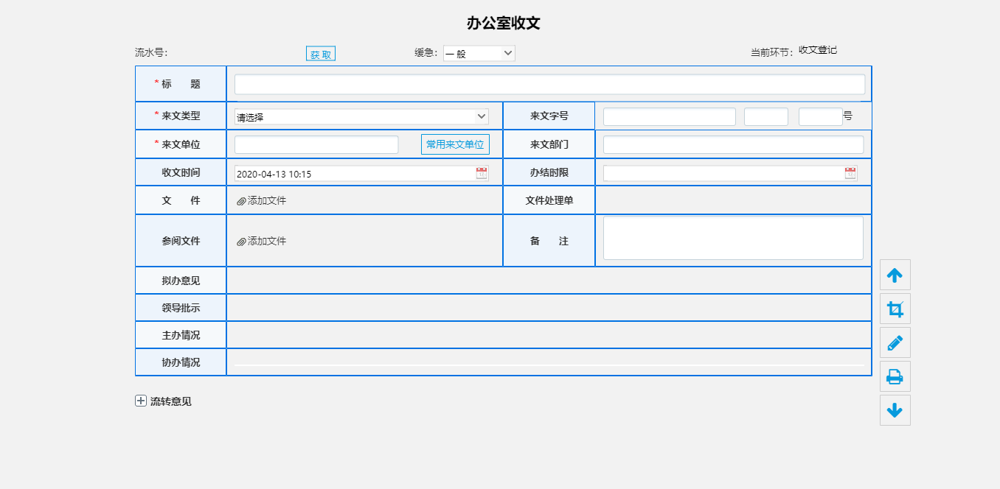 办公室收文
流水号： 获 取 缓急： 一般 当前环节： 收文登记
* 标 题
* 来文类型 请选择 来文字号 号
* 来文单位 常用来文单位 来文部门
收文时间 2020-04-13 10:15 办结时限
文 件 添加文件 文件处理单
参阅文件 添加文件 备 注
拟办意见
领导批示
主办情况
协办情况
流转意见